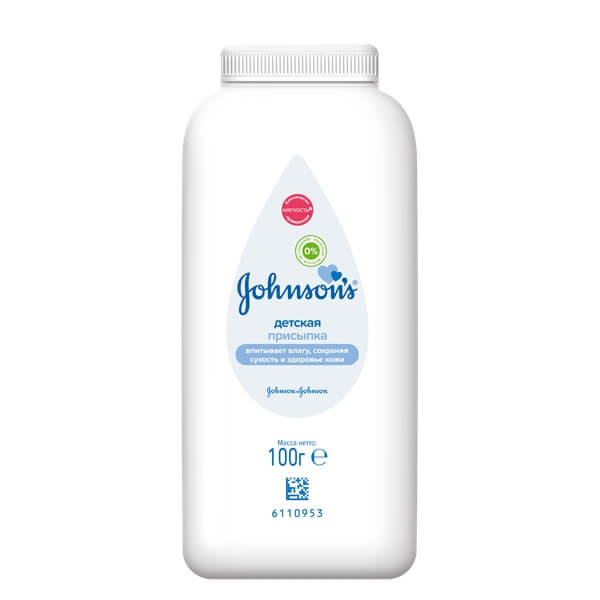 мягкость
0%
Johnson's
детская
присыпка
впитывает влагу, сохраняя
сухость и здоровье кожи
Johnson & Johnson
Масса нетто:
100г ℮
6110953